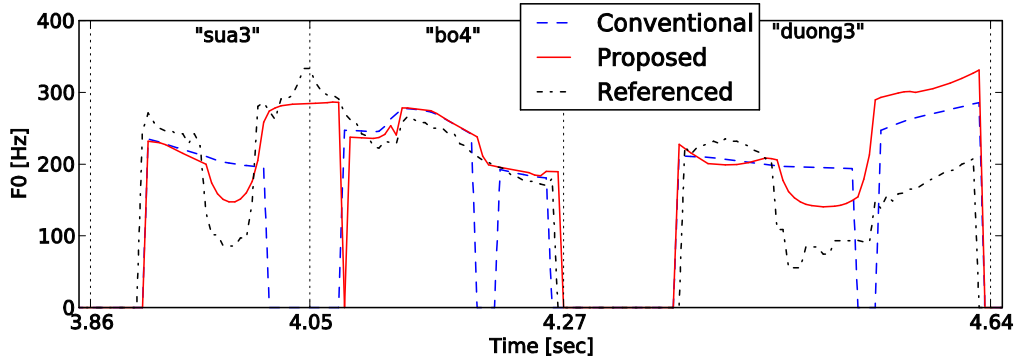 "sua3" "bo4" "duong3"
Conventional
Proposed
Referenced
F0 [Hz]
400
300
200
100
0
3.86 4.05 4.27 4.64
Time [sec]